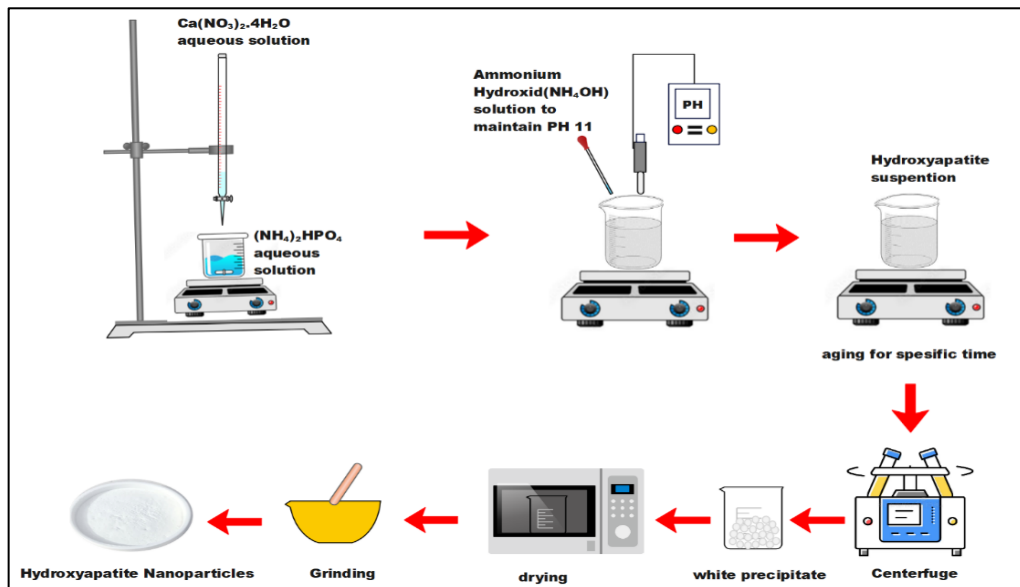 Ca(NO₃)₂.4H₂O
aqueous solution
(NH₄)₂HPO₄
aqueous
solution
Ammonium
Hydroxid(NH₄OH)
solution to
maintain PH 11
PH
Hydroxyapatite
suspention
aging for spesific time
Centerfuge
white precipitate
drying
Grinding
Hydroxyapatite Nanoparticles